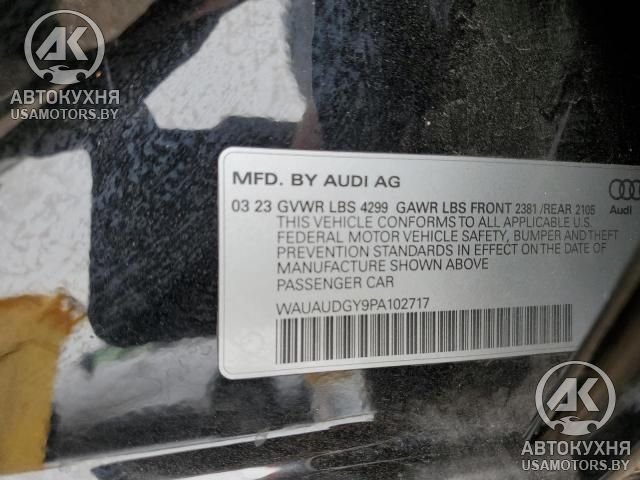 AK
АВТОКУХНЯ
USAMOTORS.BY
MFD. BY AUDI AG
03 23 GVWR LBS 4299 GAWR LBS FRONT 2381 /REAR 2105
Audi
THIS VEHICLE CONFORMS TO ALL APPLICABLE U.S.
FEDERAL MOTOR VEHICLE SAFETY, BUMPER AND THEFT
PREVENTION STANDARDS IN EFFECT ON THE DATE OF
MANUFACTURE SHOWN ABOVE
PASSENGER CAR
WAUAUDGY9PA102717
AK
АВТОКУХНЯ
USAMOTORS.BY